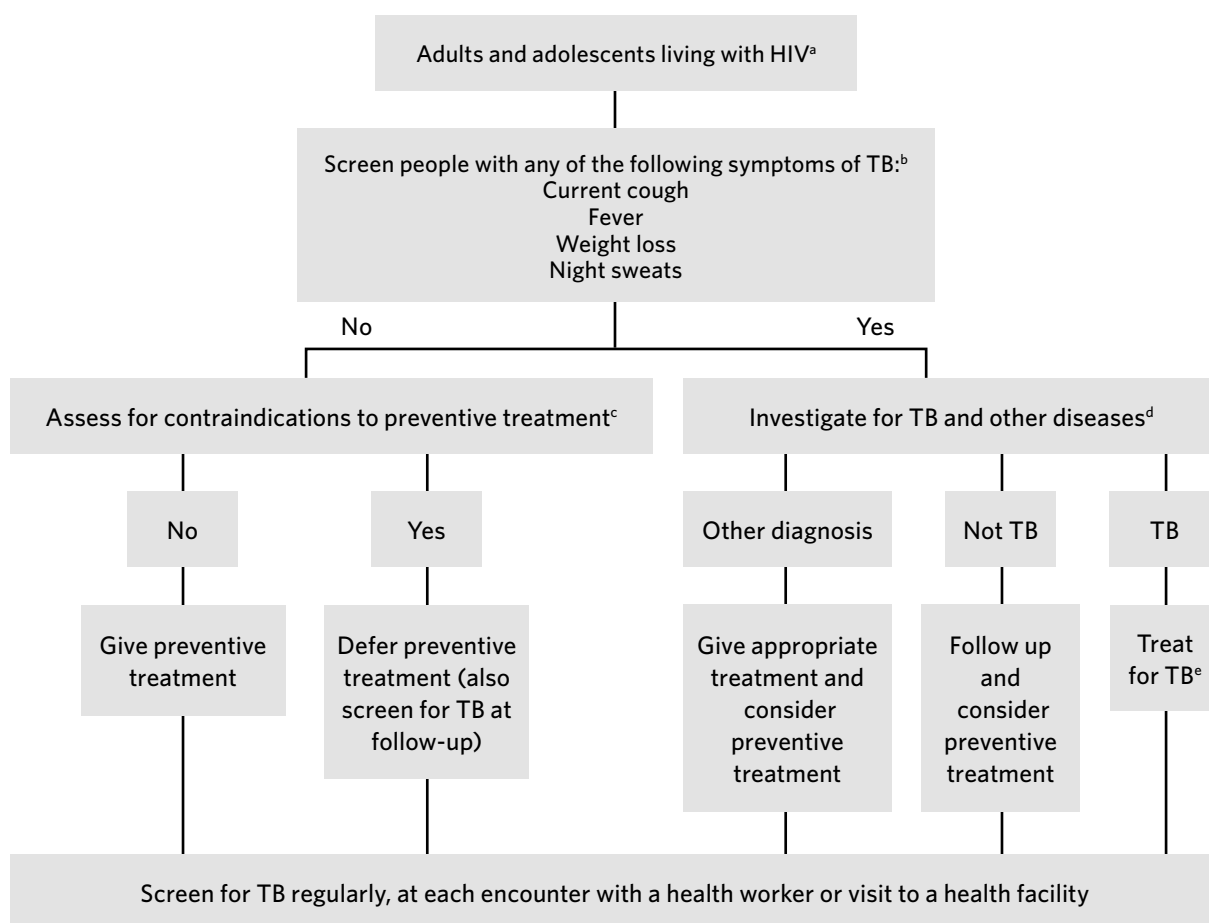 Adults and adolescents living with HIVᵃ
Screen people with any of the following symptoms of TB:ᵇ
Current cough
Fever
Weight loss
Night sweats
No
Yes
Assess for contraindications to preventive treatmentᶜ
Investigate for TB and other diseasesᵈ
No
Yes
Other diagnosis
Not TB
TB
Give preventive
treatment
Defer preventive
treatment (also
screen for TB at
follow-up)
Give appropriate
treatment and
consider
preventive
treatment
Follow up
and
consider
preventive
treatment
Treat
for TBᵉ
Screen for TB regularly, at each encounter with a health worker or visit to a health facility